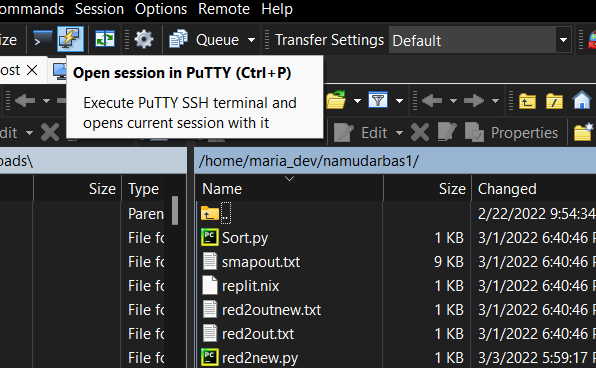 ommands Session Options Remote Help
ize Queue Transfer Settings Default
ost
Open session in PuTTY (Ctrl+P)
Execute PuTTY SSH terminal and
opens current session with it
dit Edit Properties
oads\ /home/maria_dev/namudarbas1/
Size Type Name Size Changed
Paren .. 2/22/2022 9:54:34
File fo Sort.py 1 KB 3/1/2022 6:40:46 P
File fo smapout.txt 9 KB 3/1/2022 6:40:46 P
File fo replit.nix 1 KB 3/1/2022 6:40:46 P
File fo red2outnew.txt 1 KB 3/1/2022 6:40:46 P
File fo red2out.txt 1 KB 3/1/2022 6:40:46 P
File fo red2new.py 1 KB 3/3/2022 5:59:17 P